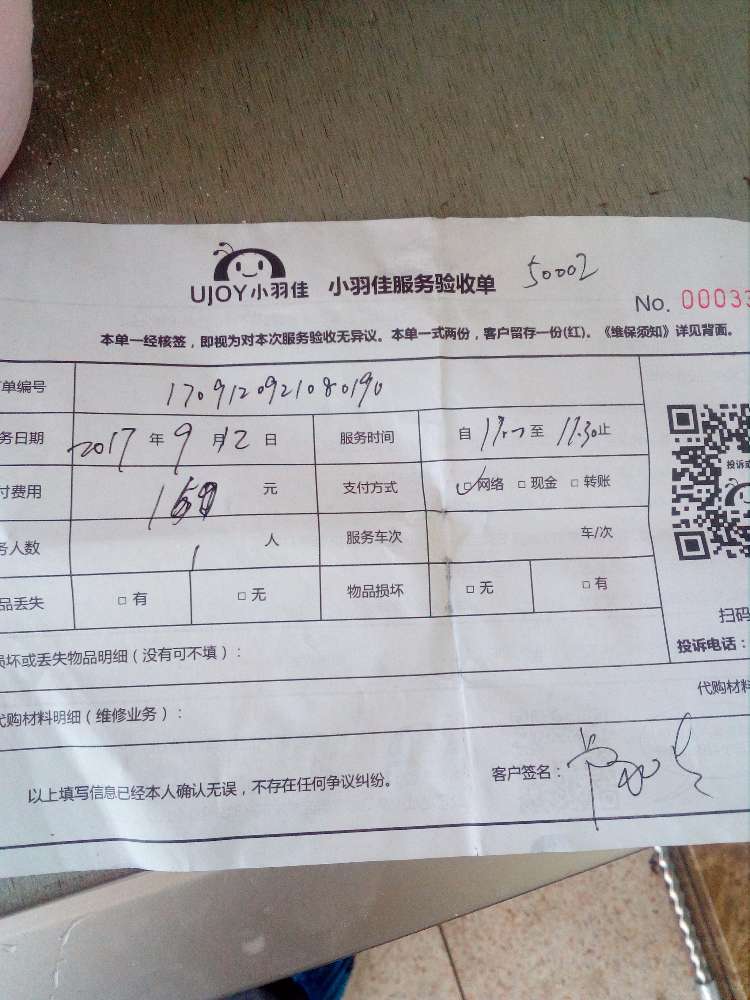 UJOY小羽佳 小羽佳服务验收单 50002
No. 00033
本单一经核签，即视为对本次服务验收无异议。本单一式两份，客户留存一份(红)。《维保须知》详见背面。
单编号 1709120921080190
务日期 2017 年 9 月 12 日 服务时间 自 至 11.30止
付费用 元 支付方式 □网络 □现金 □转账
投诉
务人数 1 人 服务车次 车/次
品丢失 □有 □无 物品损坏 □无 □有
扫码
投诉电话：
损坏或丢失物品明细（没有可不填）：
代购材料明细（维修业务）： 代购材料
以上填写信息已经本人确认无误，不存在任何争议纠纷。 客户签名：